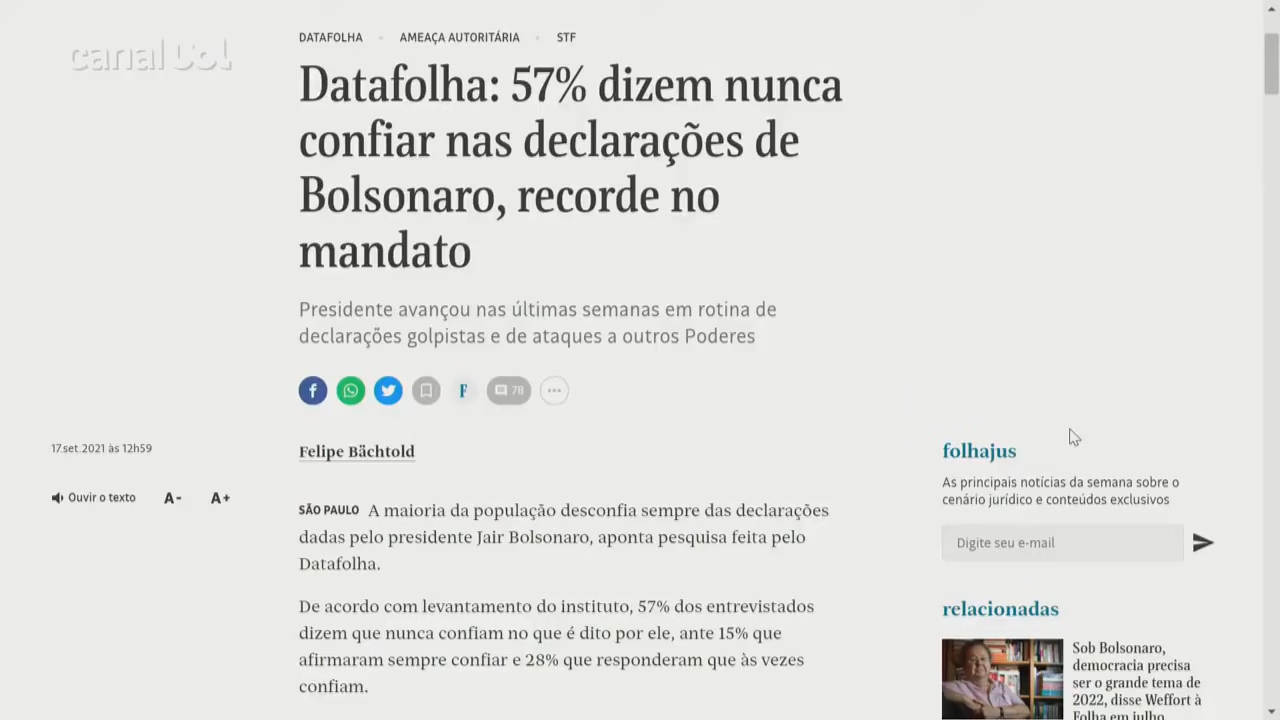 canal UOL
DATAFOLHA
AMEAÇA AUTORITÁRIA
STF
Datafolha: 57% dizem nunca
confiar nas declarações de
Bolsonaro, recorde no
mandato
Presidente avançou nas últimas semanas em rotina de
declarações golpistas e de ataques a outros Poderes
F
78
17.set.2021 às 12h59
Ouvir o texto
A-
A+
Felipe Bächtold
SÃO PAULO A maioria da população desconfia sempre das declarações
dadas pelo presidente Jair Bolsonaro, aponta pesquisa feita pelo
Datafolha.
De acordo com levantamento do instituto, 57% dos entrevistados
dizem que nunca confiam no que é dito por ele, ante 15% que
afirmaram sempre confiar e 28% que responderam que às vezes
confiam.
folhajus
As principais notícias da semana sobre o
cenário jurídico e conteúdos exclusivos
Digite seu e-mail
relacionadas
Sob Bolsonaro,
democracia precisa
ser o grande tema de
2022, disse Weffort à
Folha em julho